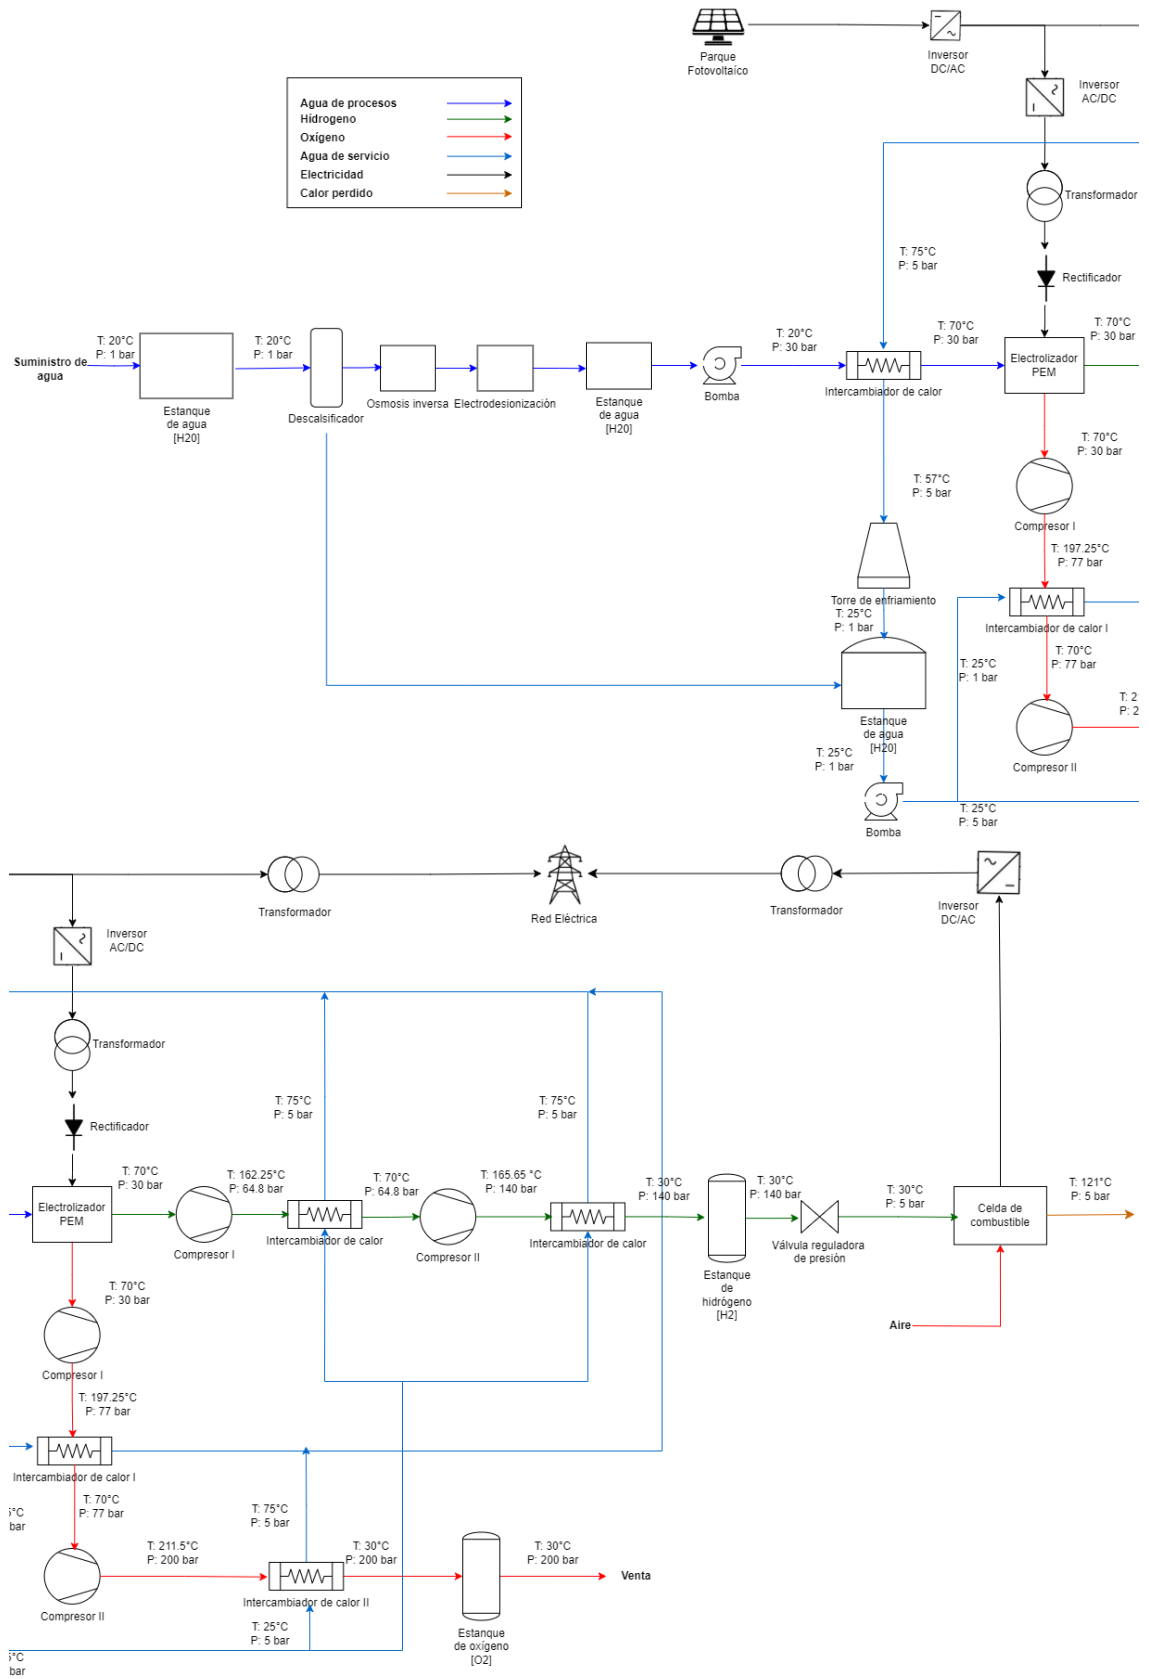 Parque
Fotovoltaíco
Inversor
DC/AC
Inversor
AC/DC
Agua de procesos
Hídrogeno
Oxígeno
Agua de servicio
Electricidad
Calor perdido
Transformador
T: 75°C
P: 5 bar
Rectificador
Suministro de
agua
T: 20°C
P: 1 bar
Estanque
de agua
[H20]
T: 20°C
P: 1 bar
Descalsificador
Osmosis inversa
Electrodesionización
Estanque
de agua
[H20]
Bomba
T: 20°C
P: 30 bar
Intercambiador de calor
T: 70°C
P: 30 bar
Electrolizador
PEM
T: 70°C
P: 30 bar
T: 70°C
P: 30 bar
T: 57°C
P: 5 bar
Compresor I
T: 197.25°C
P: 77 bar
Torre de enfriamiento
T: 25°C
P: 1 bar
Intercambiador de calor I
T: 25°C
P: 1 bar
T: 70°C
P: 77 bar
T: 2
P: 2
Estanque
de agua
[H20]
T: 25°C
P: 1 bar
Compresor II
Bomba
T: 25°C
P: 5 bar
Transformador
Red Eléctrica
Transformador
Inversor
DC/AC
Inversor
AC/DC
Transformador
T: 75°C
P: 5 bar
T: 75°C
P: 5 bar
Rectificador
Electrolizador
PEM
T: 70°C
P: 30 bar
Compresor I
T: 162.25°C
P: 64.8 bar
Intercambiador de calor
T: 70°C
P: 64.8 bar
Compresor II
T: 165.65 °C
P: 140 bar
Intercambiador de calor
T: 30°C
P: 140 bar
Estanque
de
hidrógeno
[H2]
T: 30°C
P: 140 bar
Válvula reguladora
de presión
T: 30°C
P: 5 bar
Celda de
combustible
T: 121°C
P: 5 bar
Aire
T: 70°C
P: 30 bar
Compresor I
T: 197.25°C
P: 77 bar
Intercambiador de calor I
5°C
bar
T: 70°C
P: 77 bar
T: 75°C
P: 5 bar
Compresor II
T: 211.5°C
P: 200 bar
Intercambiador de calor II
T: 30°C
P: 200 bar
T: 30°C
P: 200 bar
Venta
Estanque
de oxígeno
[O2]
T: 25°C
P: 5 bar
5°C
bar